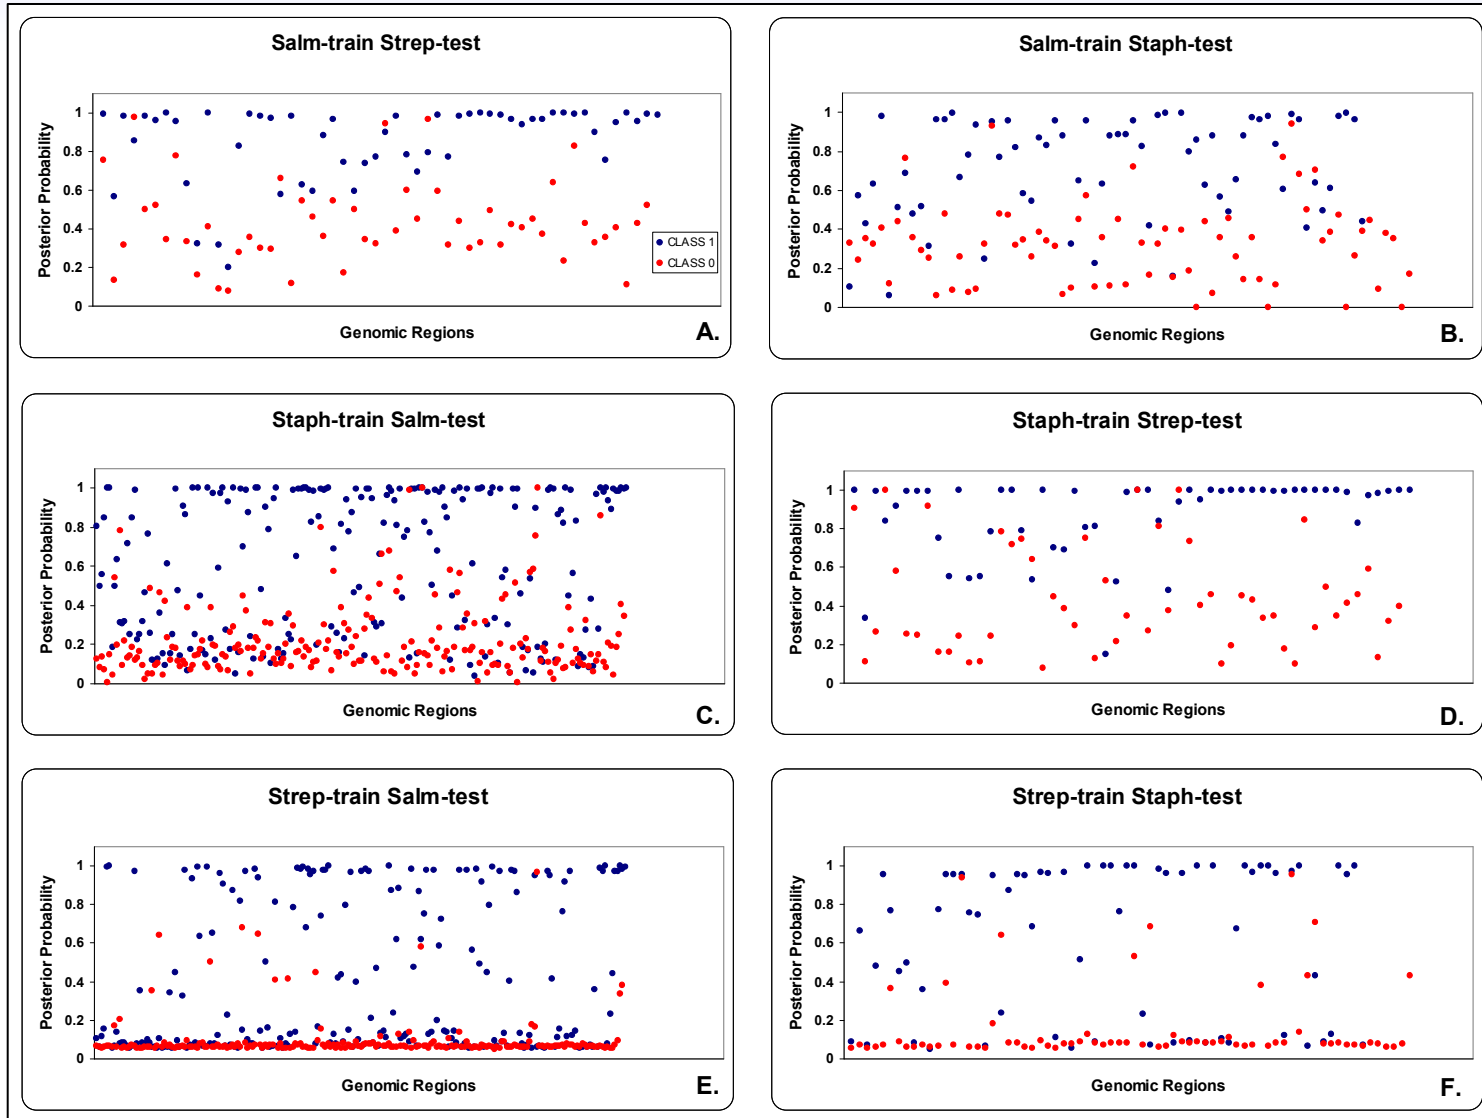 Salm-train Strep-test
Posterior Probability
1
0.8
0.6
0.4
0.2
0
CLASS 1
CLASS 0
Genomic Regions
A.
Salm-train Staph-test
Posterior Probability
1
0.8
0.6
0.4
0.2
0
Genomic Regions
B.
Staph-train Salm-test
Posterior Probability
1
0.8
0.6
0.4
0.2
0
Genomic Regions
C.
Staph-train Strep-test
Posterior Probability
1
0.8
0.6
0.4
0.2
0
Genomic Regions
D.
Strep-train Salm-test
Posterior Probability
1
0.8
0.6
0.4
0.2
0
Genomic Regions
E.
Strep-train Staph-test
Posterior Probability
1
0.8
0.6
0.4
0.2
0
Genomic Regions
F.